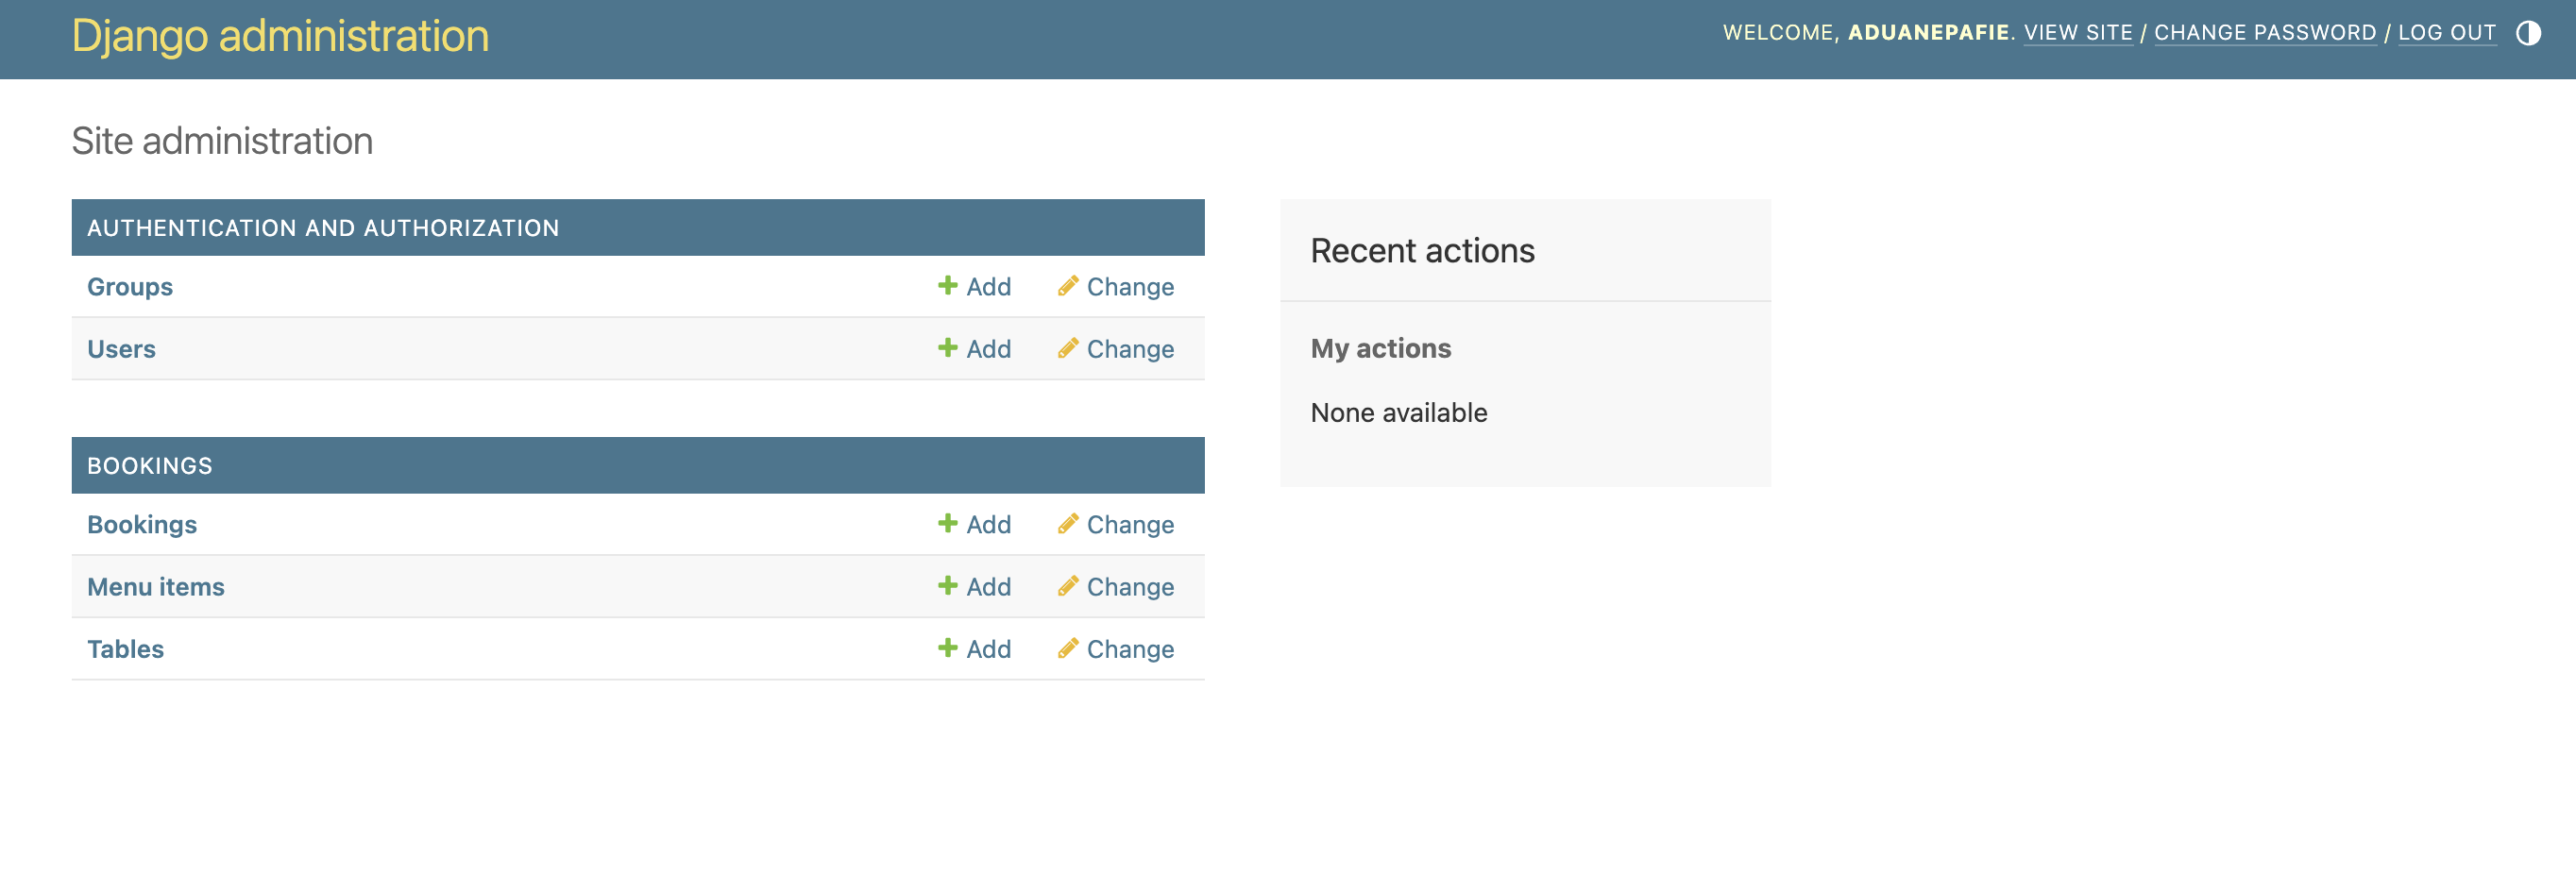 Django administration
WELCOME, ADUANEPAFIE. VIEW SITE / CHANGE PASSWORD / LOG OUT
Site administration
AUTHENTICATION AND AUTHORIZATION
Groups Add Change
Users Add Change
BOOKINGS
Bookings Add Change
Menu items Add Change
Tables Add Change
Recent actions
My actions
None available